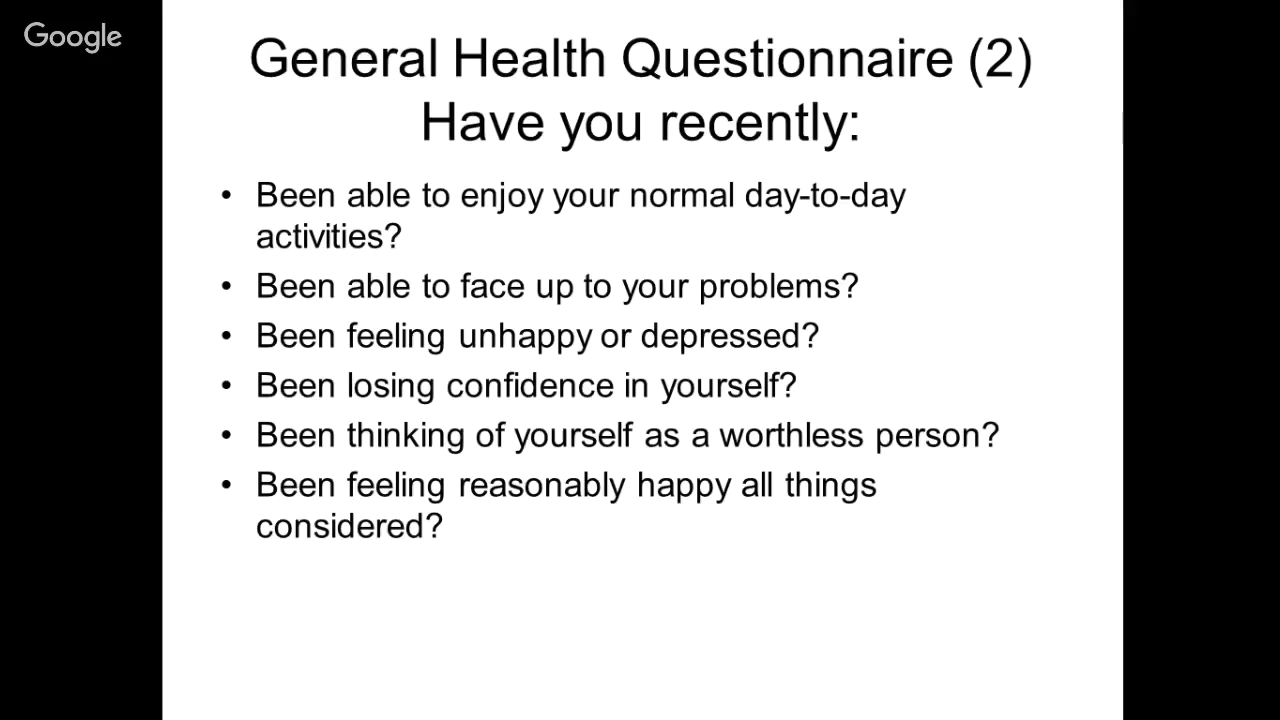 Google
General Health Questionnaire (2)
Have you recently:
• Been able to enjoy your normal day-to-day
activities?
• Been able to face up to your problems?
• Been feeling unhappy or depressed?
• Been losing confidence in yourself?
• Been thinking of yourself as a worthless person?
• Been feeling reasonably happy all things
considered?